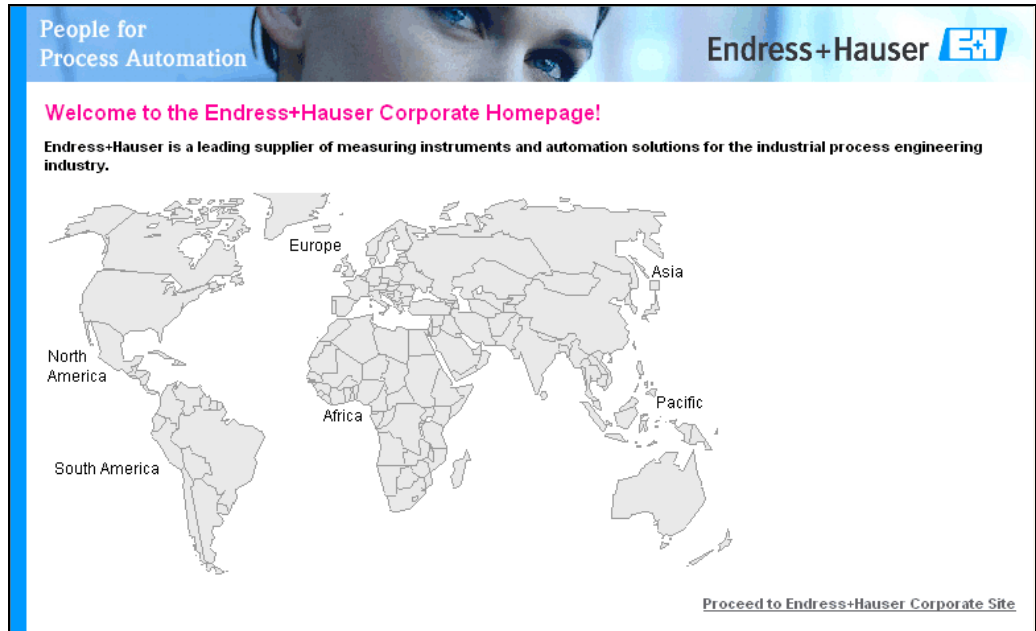 People for
Process Automation
Endress+Hauser EH
Welcome to the Endress+Hauser Corporate Homepage!
Endress+Hauser is a leading supplier of measuring instruments and automation solutions for the industrial process engineering
industry.
Europe
Asia
North
America
Africa
Pacific
South America
Proceed to Endress+Hauser Corporate Site